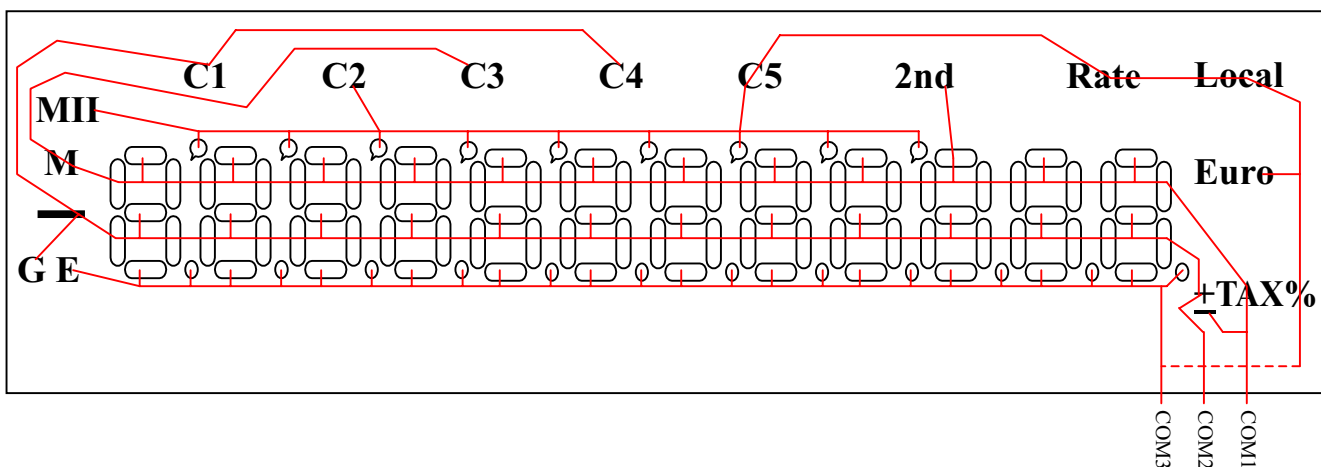 C1 C2 C3 C4 C5 2nd Rate Local
MII
M Euro
G E
+TAX%
COM3 COM2 COM1